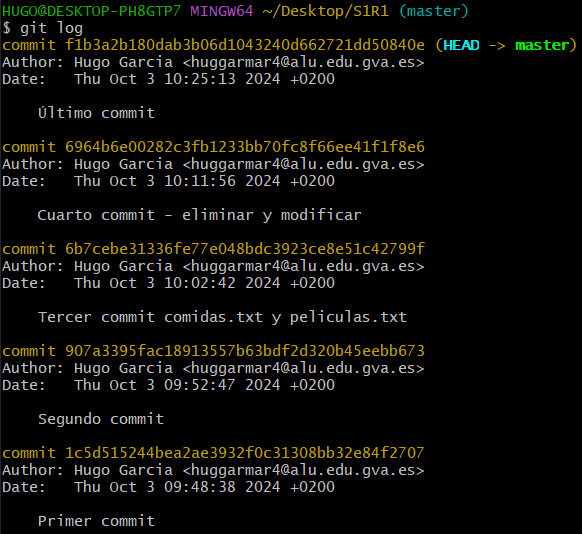 HUGO@DESKTOP-PH8GTP7 MINGW64 ~/Desktop/S1R1 (master)
$ git log
commit f1b3a2b180dab3b06d1043240d662721dd50840e (HEAD -> master)
Author: Hugo Garcia <huggarmar4@alu.edu.gva.es>
Date:   Thu Oct 3 10:25:13 2024 +0200
    Último commit
commit 6964b6e00282c3fb1233bb70fc8f66ee41f1f8e6
Author: Hugo Garcia <huggarmar4@alu.edu.gva.es>
Date:   Thu Oct 3 10:11:56 2024 +0200
    Cuarto commit - eliminar y modificar
commit 6b7cebe31336fe77e048bdc3923ce8e51c42799f
Author: Hugo Garcia <huggarmar4@alu.edu.gva.es>
Date:   Thu Oct 3 10:02:42 2024 +0200
    Tercer commit comidas.txt y peliculas.txt
commit 907a3395fac18913557b63bdf2d320b45eebb673
Author: Hugo Garcia <huggarmar4@alu.edu.gva.es>
Date:   Thu Oct 3 09:52:47 2024 +0200
    Segundo commit
commit 1c5d515244bea2ae3932f0c31308bb32e84f2707
Author: Hugo Garcia <huggarmar4@alu.edu.gva.es>
Date:   Thu Oct 3 09:48:38 2024 +0200
    Primer commit